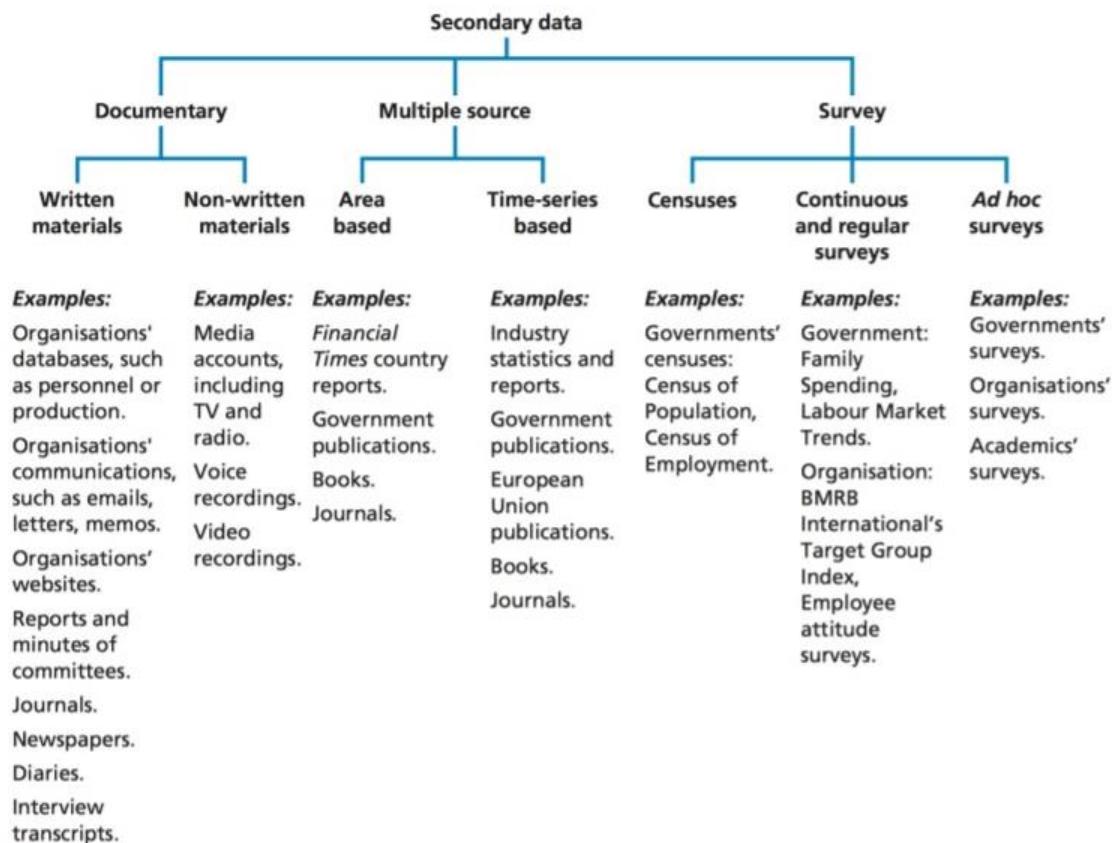 Secondary data
Documentary
Multiple source
Survey
Written
materials
Non-written
materials
Area
based
Time-series
based
Censuses
Continuous
and regular
surveys
Ad hoc
surveys
Examples:
Organisations'
databases, such
as personnel or
production.
Organisations'
communications,
such as emails,
letters, memos.
Organisations'
websites.
Reports and
minutes of
committees.
Journals.
Newspapers.
Diaries.
Interview
transcripts.
Examples:
Media
accounts,
including
TV and
radio.
Voice
recordings.
Video
recordings.
Examples:
Financial
Times country
reports.
Government
publications.
Books.
Journals.
Examples:
Industry
statistics and
reports.
Government
publications.
European
Union
publications.
Books.
Journals.
Examples:
Governments'
censuses:
Census of
Population,
Census of
Employment.
Examples:
Government:
Family
Spending,
Labour Market
Trends.
Organisation:
BMRB
International's
Target Group
Index,
Employee
attitude
surveys.
Examples:
Governments'
surveys.
Organisations'
surveys.
Academics'
surveys.